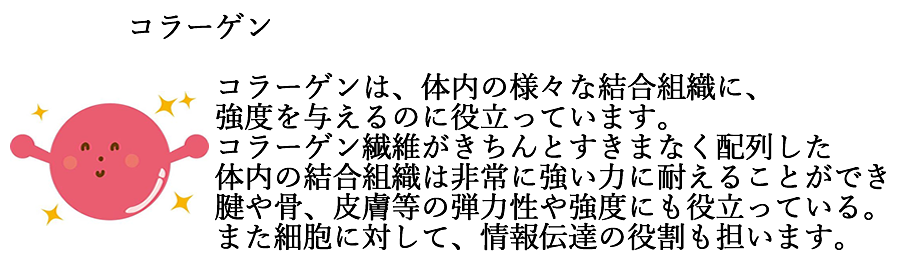 コラーゲン
コラーゲンは、体内の様々な結合組織に、
強度を与えるのに役立っています。
コラーゲン繊維がきちんとすきまなく配列した
体内の結合組織は非常に強い力に耐えることができ
腱や骨、皮膚等の弾力性や強度にも役立っている。
また細胞に対して、情報伝達の役割も担います。